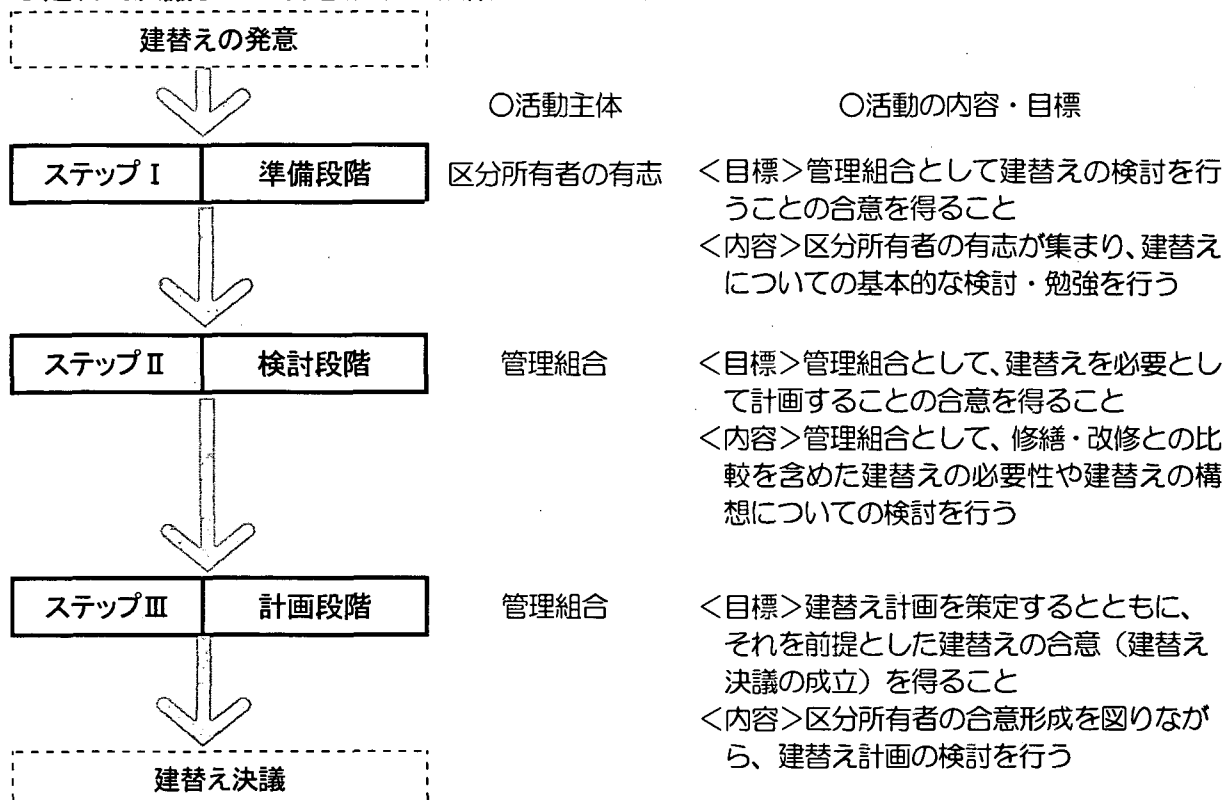 建替えの発意
○活動主体
○活動の内容・目標
ステップⅠ 準備段階
区分所有者の有志
<目標>管理組合として建替えの検討を行
うことの合意を得ること
<内容>区分所有者の有志が集まり、建替え
についての基本的な検討・勉強を行う
ステップⅡ 検討段階
管理組合
<目標>管理組合として、建替えを必要とし
て計画することの合意を得ること
<内容>管理組合として、修繕・改修との比
較を含めた建替えの必要性や建替えの構
想についての検討を行う
ステップⅢ 計画段階
管理組合
<目標>建替え計画を策定するとともに、
それを前提とした建替えの合意（建替え
決議の成立）を得ること
<内容>区分所有者の合意形成を図りなが
ら、建替え計画の検討を行う
建替え決議